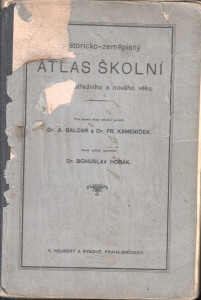 istoricko-zeměpisný
ATLAS ŠKOLNÍ
středního a nového věku.
Dr. A. BALCAR a Dr. FR. KAMENÍČEK.
Dr. BOHUSLAV HORÁK.
V. NEUBERT A SYNOVÉ, PRAHA-SMÍCHOV.